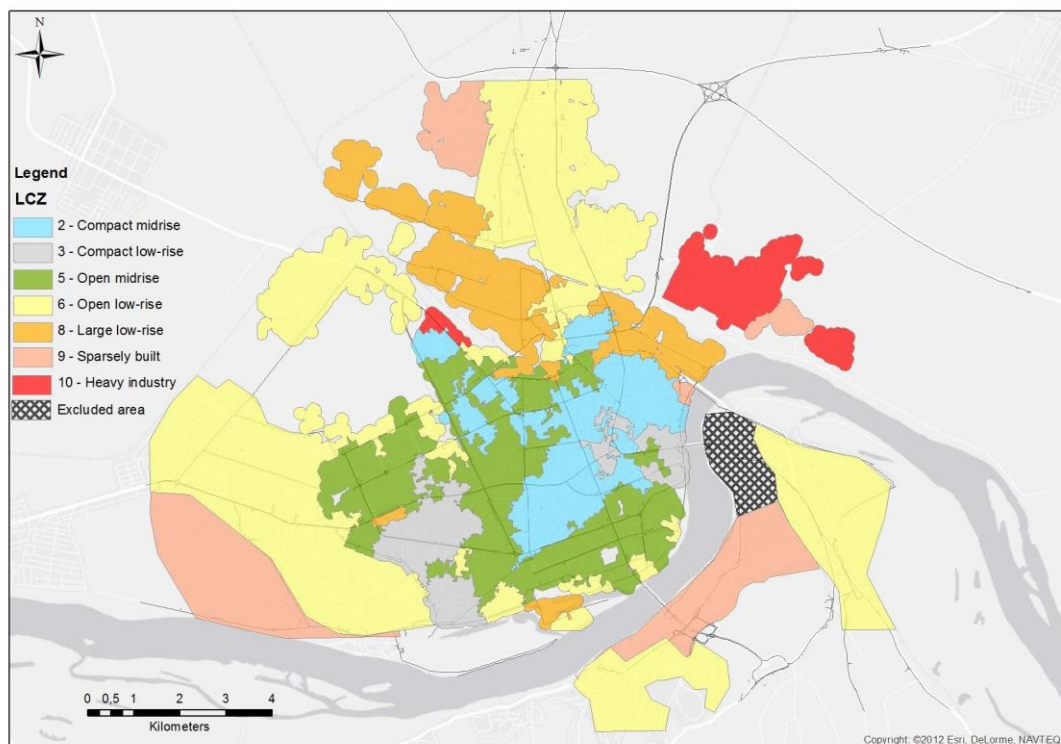 N
Legend
LCZ
2 - Compact midrise
3 - Compact low-rise
5 - Open midrise
6 - Open low-rise
8 - Large low-rise
9 - Sparsely built
10 - Heavy industry
Excluded area
0 0,5 1 2 3 4
Kilometers
Copyright: ©2012 Esri, DeLorme, NAVTEQ